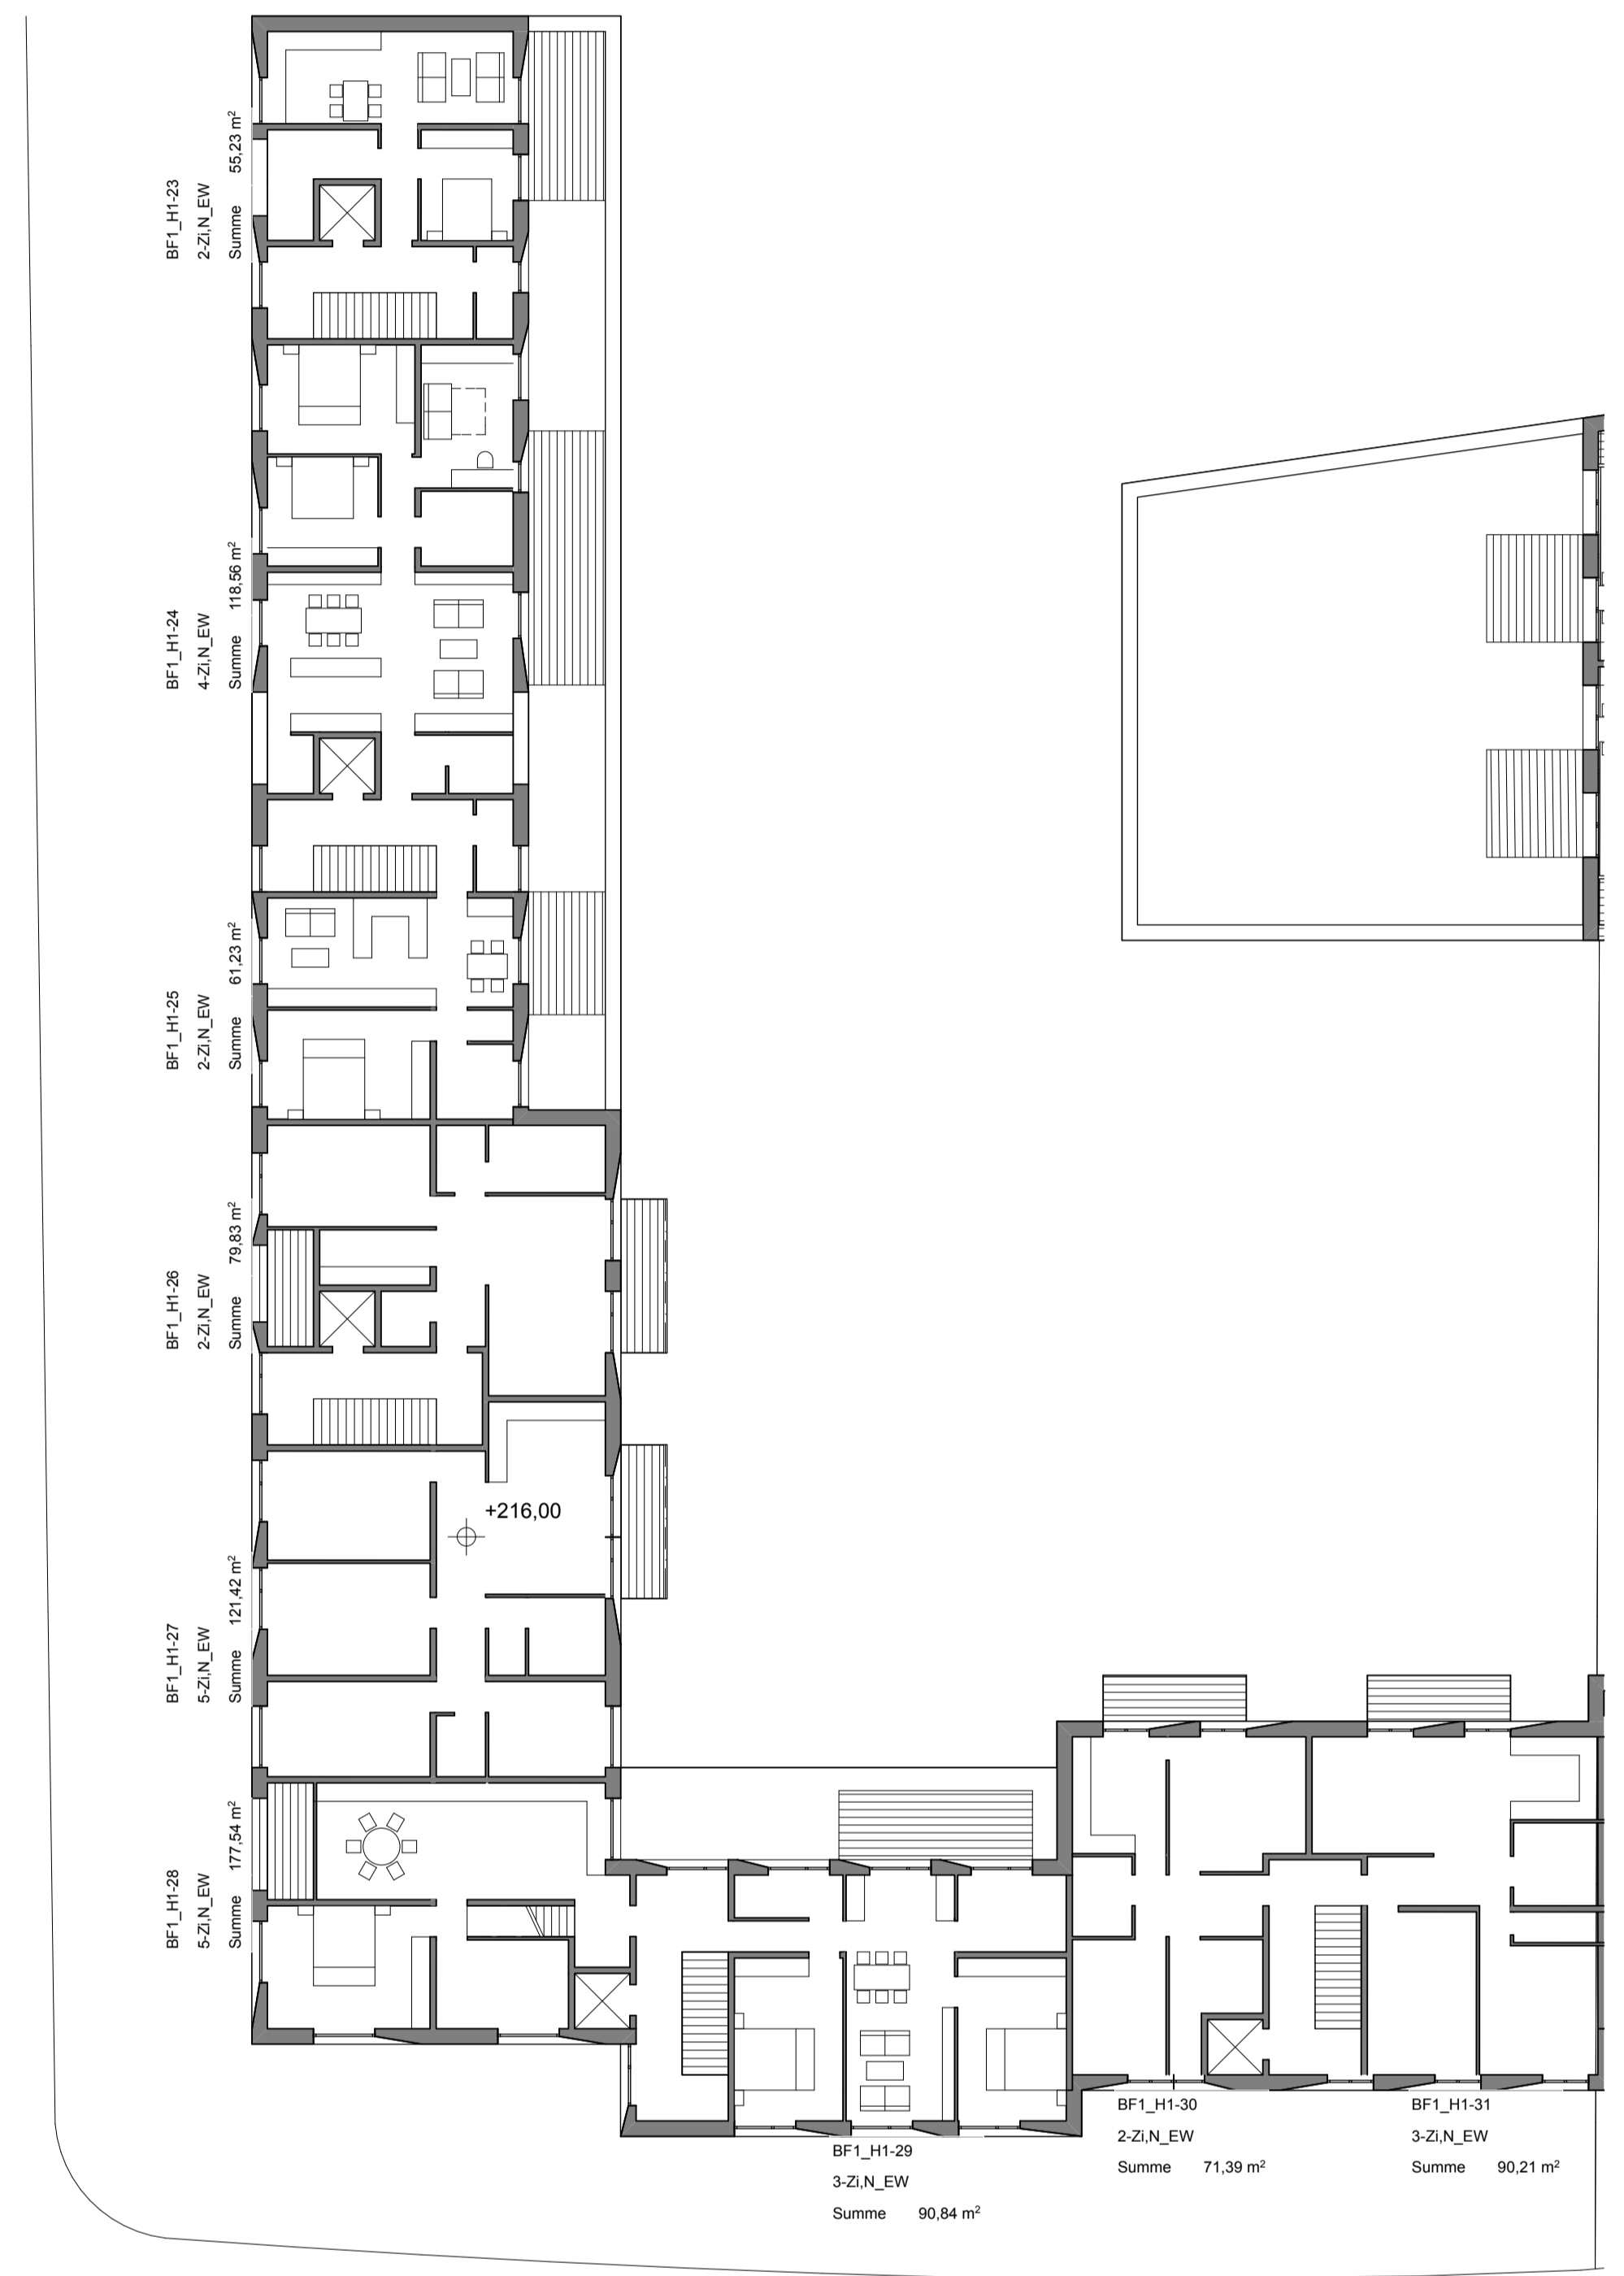 BF1_H1-23
2-Zi,N_EW
Summe 55,23 m²
BF1_H1-24
4-Zi,N_EW
Summe 118,56 m²
BF1_H1-25
2-Zi,N_EW
Summe 61,23 m²
BF1_H1-26
2-Zi,N_EW
Summe 79,83 m²
+216,00
BF1_H1-27
5-Zi,N_EW
Summe 121,42 m²
BF1_H1-28
5-Zi,N_EW
Summe 177,54 m²
BF1_H1-29
3-Zi,N_EW
Summe 90,84 m²
BF1_H1-30
2-Zi,N_EW
Summe 71,39 m²
BF1_H1-31
3-Zi,N_EW
Summe 90,21 m²